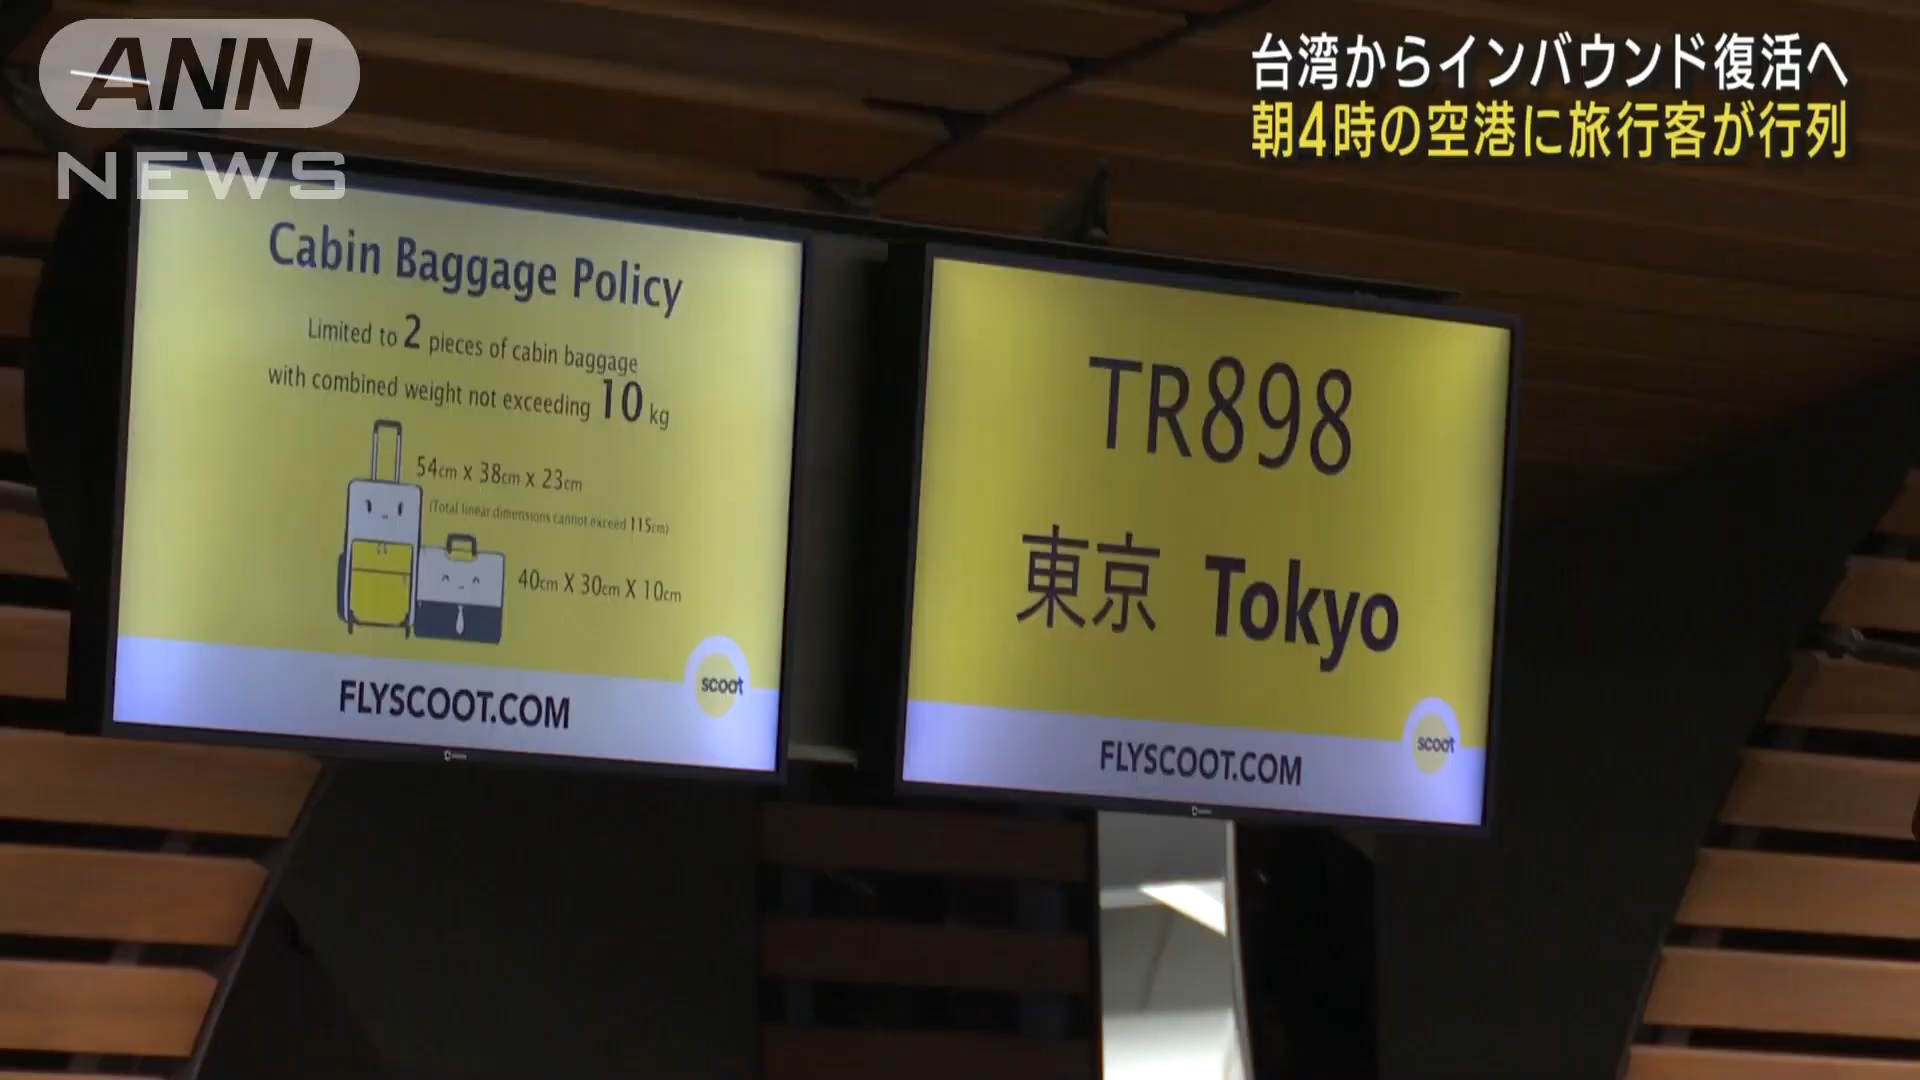 ANN
NEWS
台湾からインバウンド復活へ
朝4時の空港に旅行客が行列
Cabin Baggage Policy
Limited to 2 pieces of cabin baggage
with combined weight not exceeding 10 kg
54cm x 38cm x 23cm
(Total linear dimensions cannot exceed 115cm)
40cm X 30cm X 10cm
FLYSCOOT.COM
scoot
TR898
東京 Tokyo
FLYSCOOT.COM
scoot